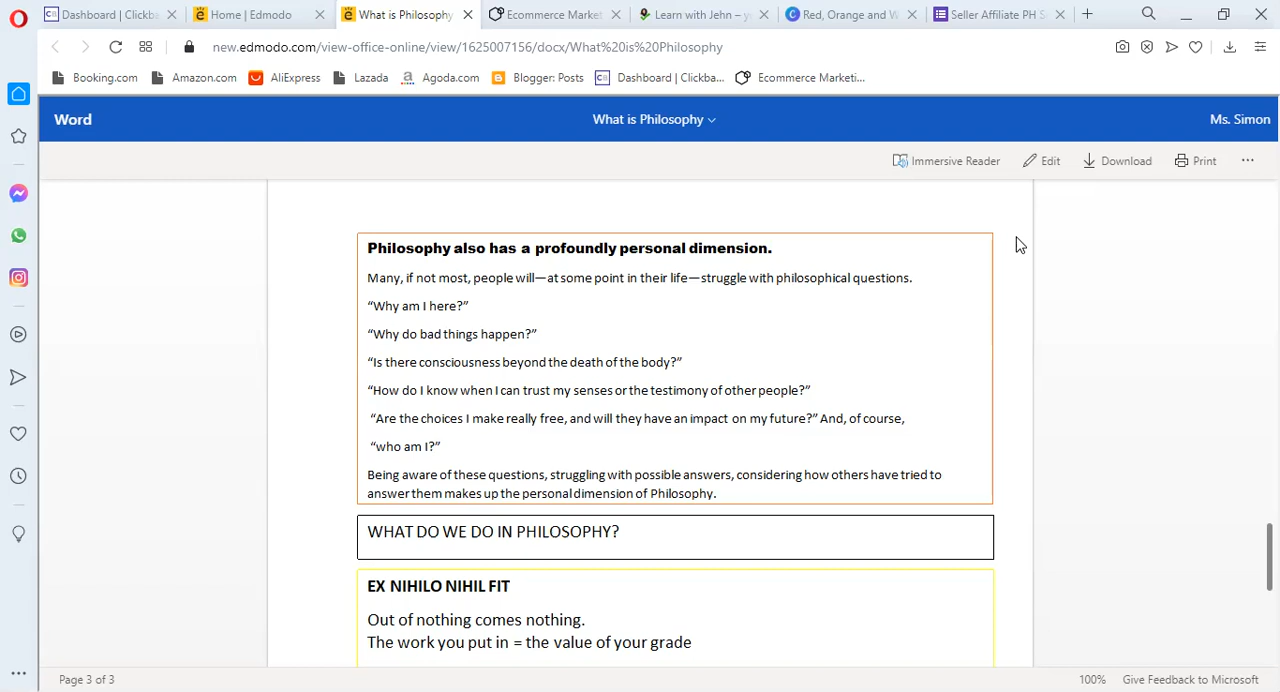 Dashboard | Clickba
Home | Edmodo
What is Philosophy
Ecommerce Market
Learn with Jehn – y
Red, Orange and W
Seller Affiliate PH S
new.edmodo.com/view-office-online/view/1625007156/docx/What%20is%20Philosophy
Booking.com
Amazon.com
AliExpress
Lazada
Agoda.com
Blogger: Posts
Dashboard | Clickba...
Ecommerce Marketi...
Word
What is Philosophy
Ms. Simon
Immersive Reader
Edit
Download
Print
Philosophy also has a profoundly personal dimension.
Many, if not most, people will—at some point in their life—struggle with philosophical questions.
“Why am I here?”
“Why do bad things happen?”
“Is there consciousness beyond the death of the body?”
“How do I know when I can trust my senses or the testimony of other people?”
“Are the choices I make really free, and will they have an impact on my future?” And, of course,
“who am I?”
Being aware of these questions, struggling with possible answers, considering how others have tried to
answer them makes up the personal dimension of Philosophy.
WHAT DO WE DO IN PHILOSOPHY?
EX NIHILO NIHIL FIT
Out of nothing comes nothing.
The work you put in = the value of your grade
Page 3 of 3
100%
Give Feedback to Microsoft